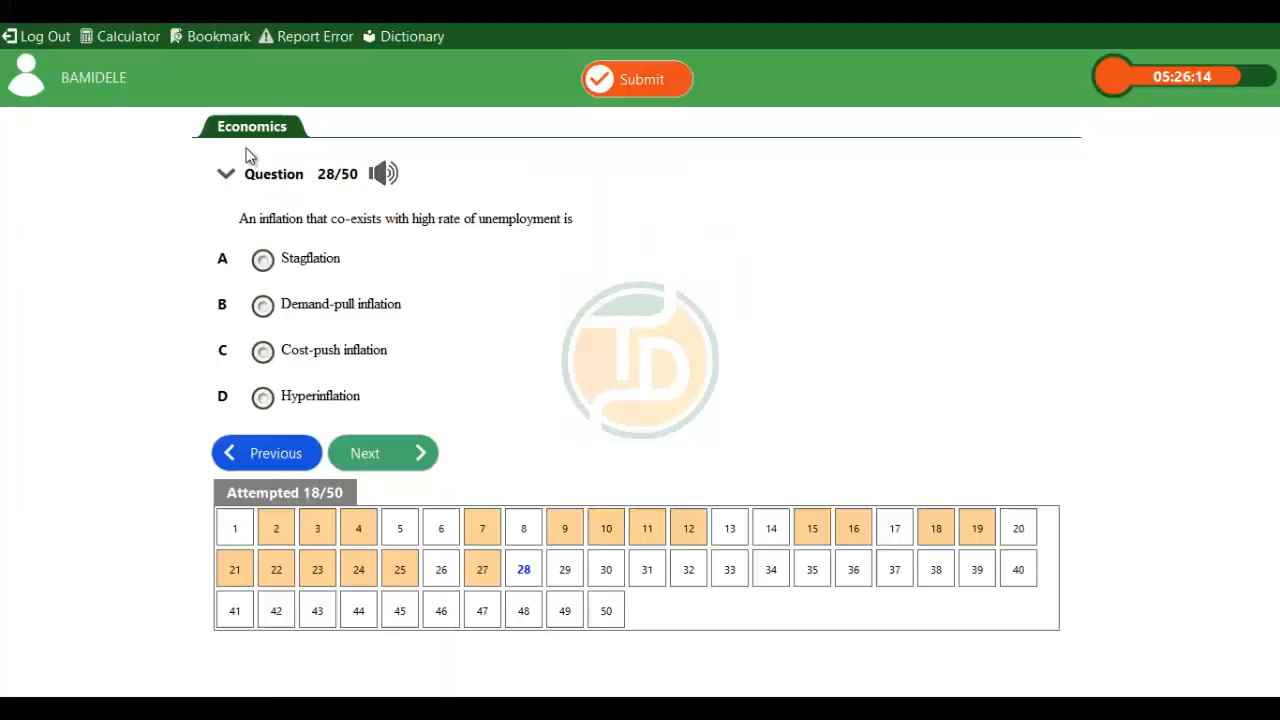 Log Out Calculator Bookmark Report Error Dictionary
BAMIDELE
Submit
05:26:14
Economics
Question 28/50
An inflation that co-exists with high rate of unemployment is
A Stagflation
B Demand-pull inflation
C Cost-push inflation
D Hyperinflation
Previous Next
Attempted 18/50
1 2 3 4 5 6 7 8 9 10 11 12 13 14 15 16 17 18 19 20
21 22 23 24 25 26 27 28 29 30 31 32 33 34 35 36 37 38 39 40
41 42 43 44 45 46 47 48 49 50
TD